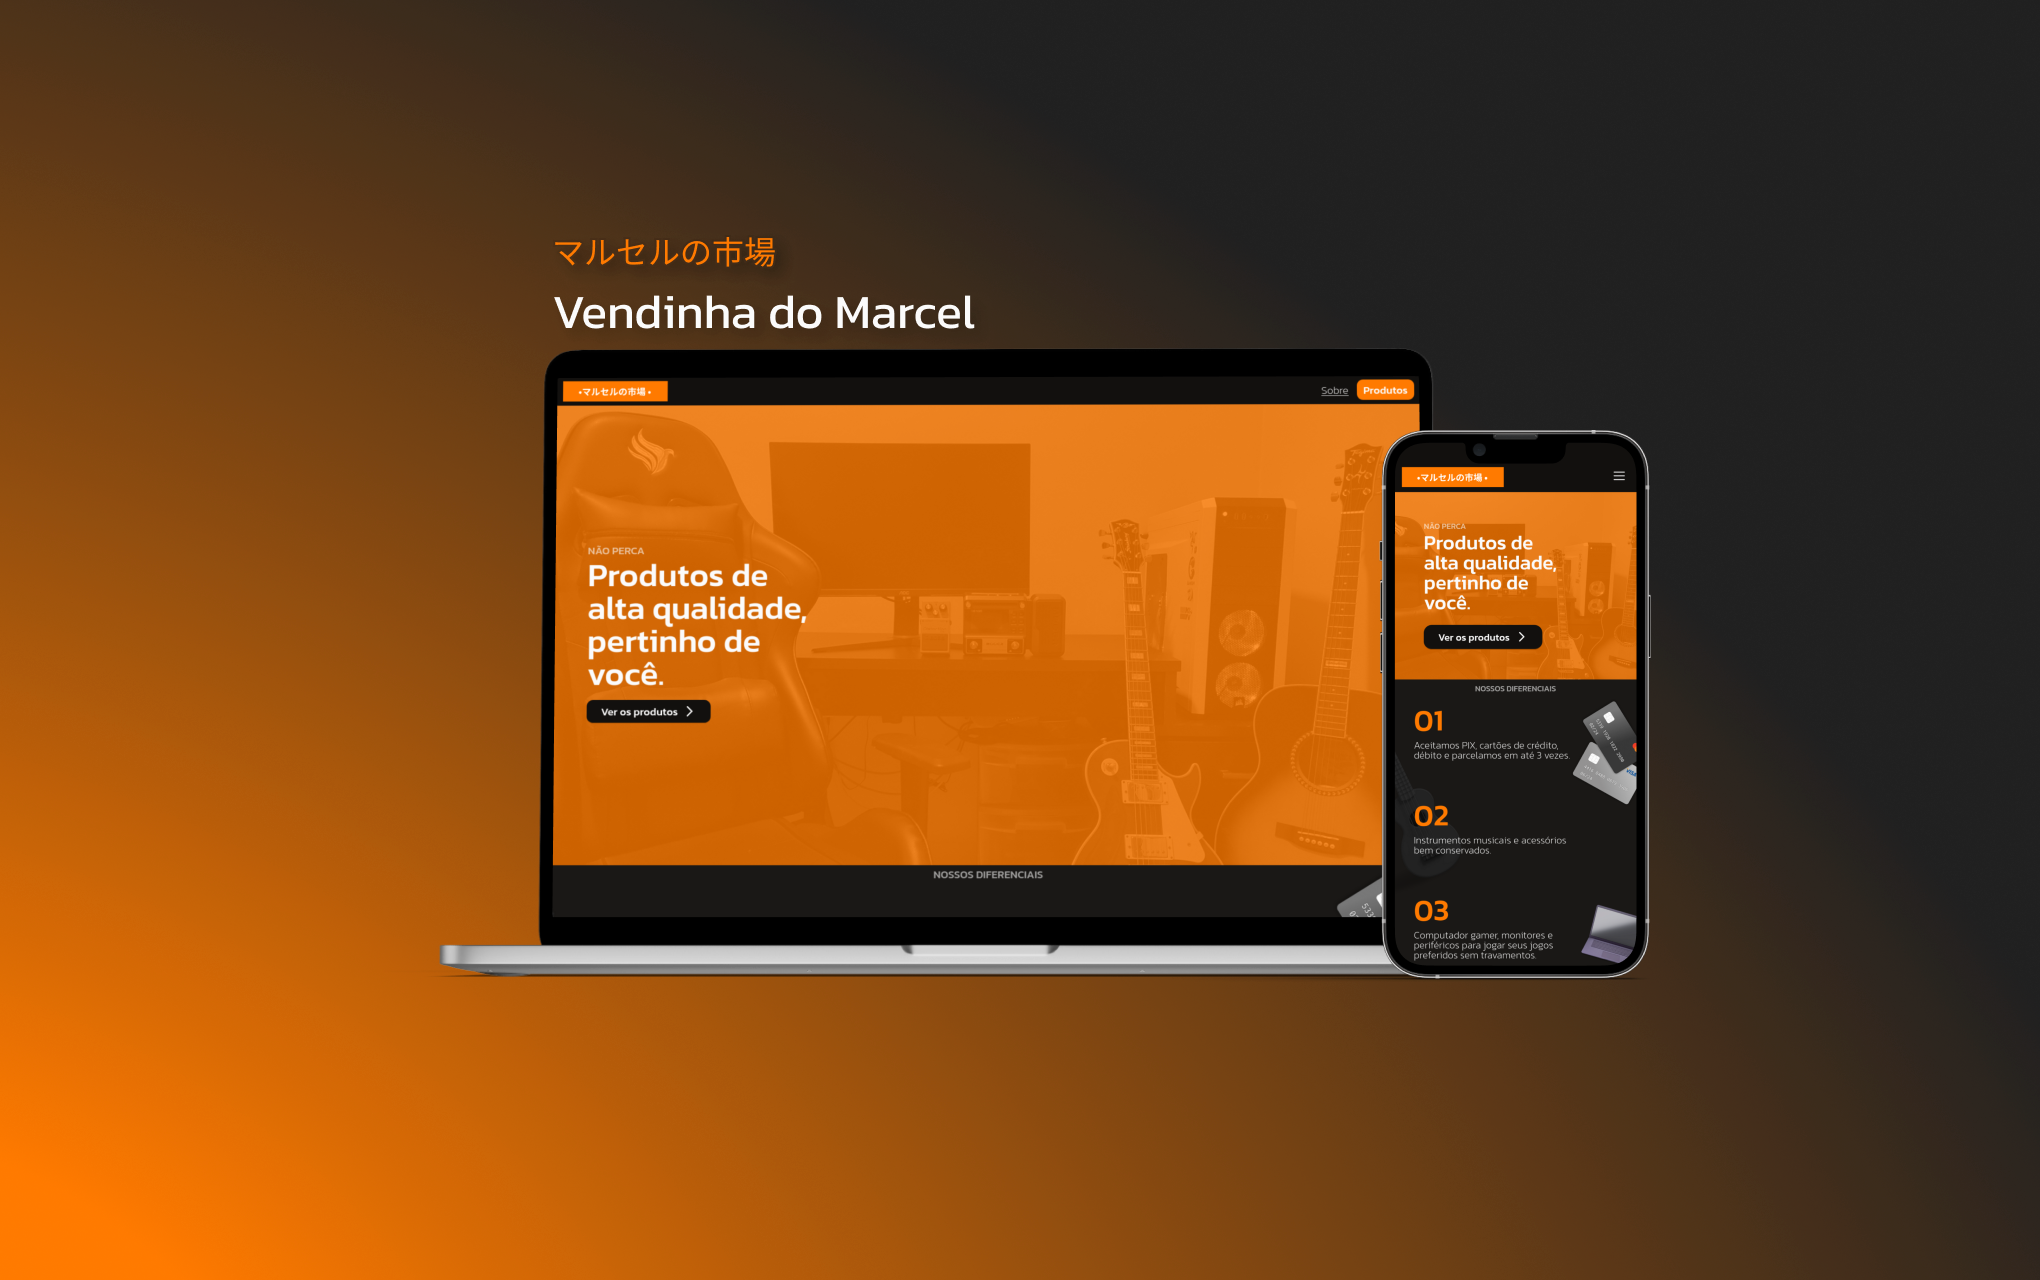 マルセルの市場
Vendinha do Marcel
•マルセルの市場•
Sobre
Produtos
NÃO PERCA
Produtos de
alta qualidade,
pertinho de
você.
Ver os produtos
NOSSOS DIFERENCIAIS
•マルセルの市場•
NÃO PERCA
Produtos de
alta qualidade,
pertinho de
você.
Ver os produtos
NOSSOS DIFERENCIAIS
01
Aceitamos PIX, cartões de crédito,
débito e parcelamos em até 3 vezes.
02
Instrumentos musicais e acessórios
bem conservados.
03
Computador gamer, monitores e
periféricos para jogar seus jogos
preferidos sem travamentos.